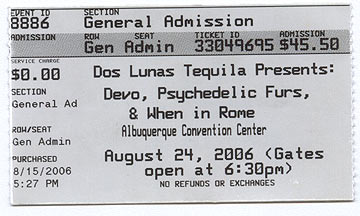 EVENT ID SECTION
8886 General Admission
ADMISSION ROW SEAT TICKET ID ADMISSION
Gen Admin 33049695 $45.50
SERVICE CHARGE
$0.00
Dos Lunas Tequila Presents:
SECTION
General Ad
Devo, Psychedelic Furs,
& When in Rome
ROW/SEAT
Gen Admin
Albuquerque Convention Center
PURCHASED
8/15/2006
5:27 PM
August 24, 2006 (Gates
open at 6:30pm)
NO REFUNDS OR EXCHANGES